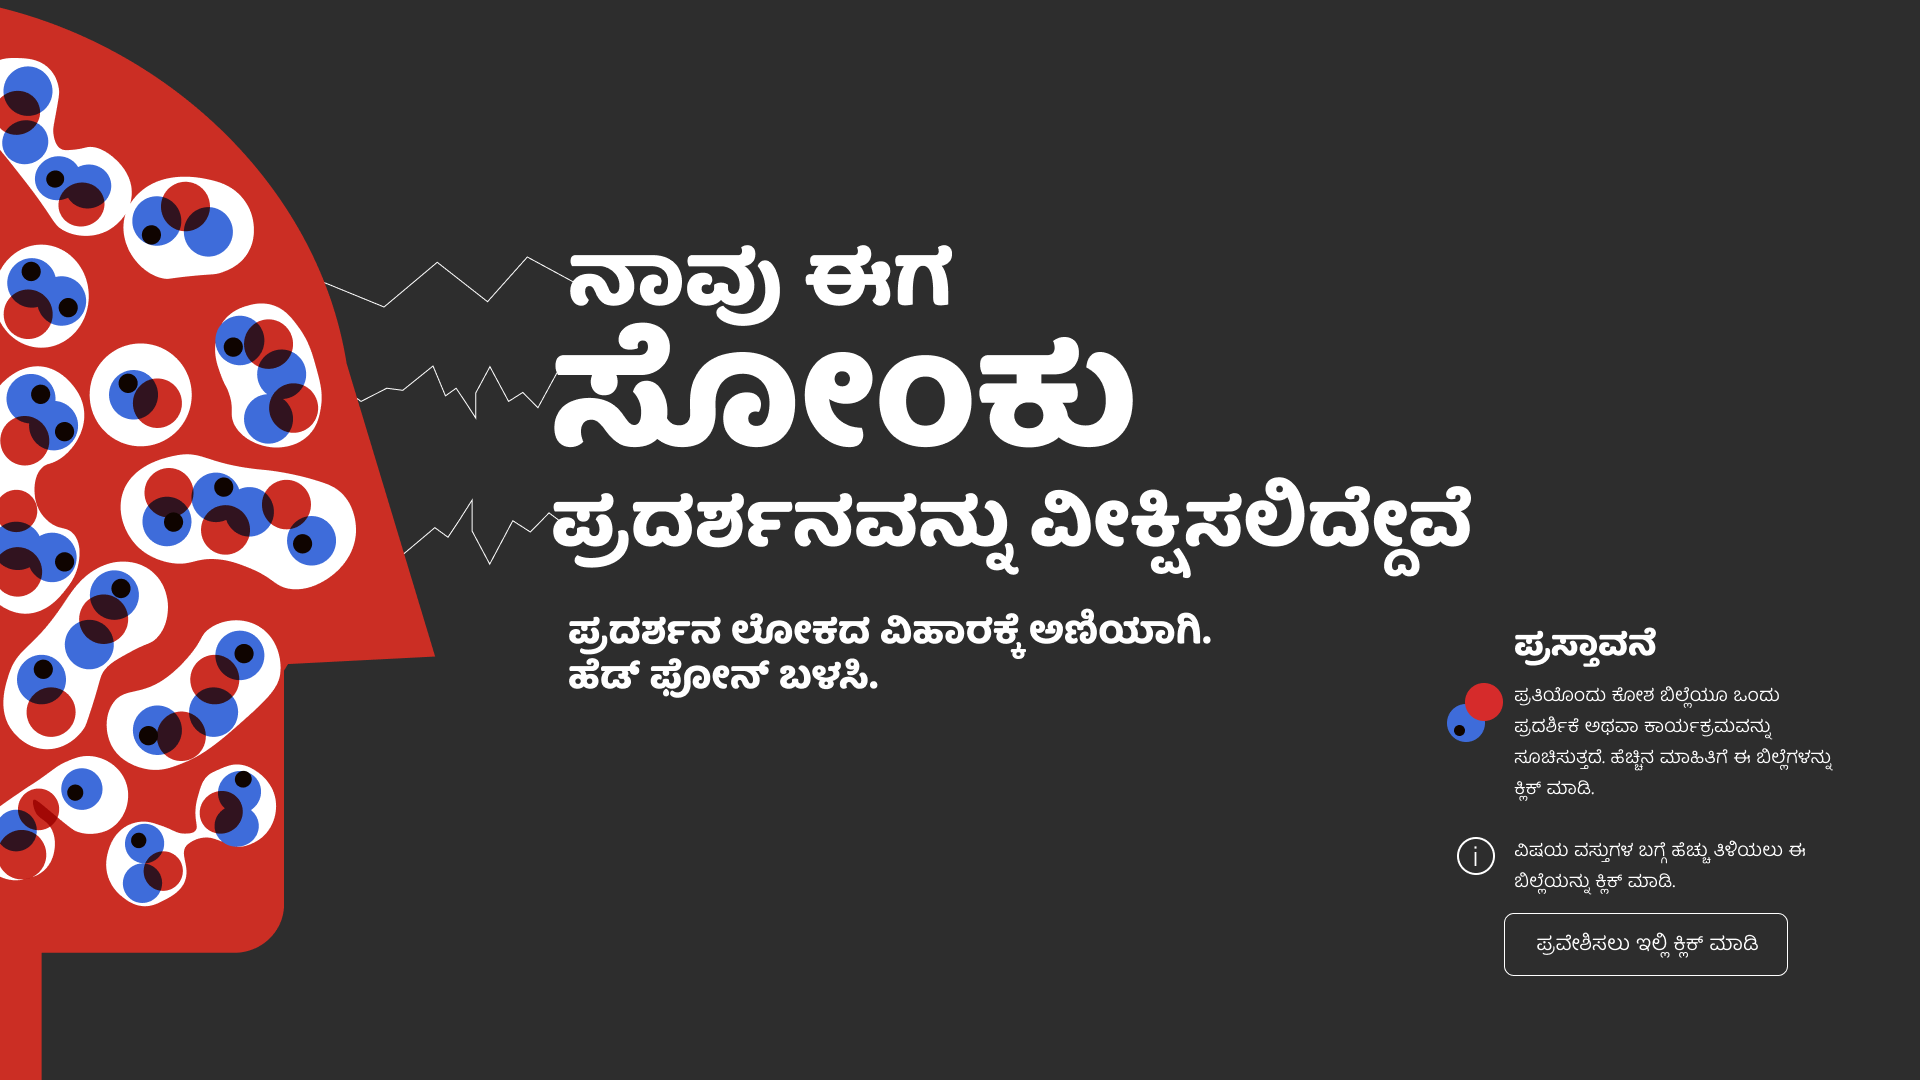 ನಾವು ಈಗ
ಸೋಂಕು
ಪ್ರದರ್ಶನವನ್ನು ವೀಕ್ಷಿಸಲಿದ್ದೇವೆ
ಪ್ರದರ್ಶನ ಲೋಕದ ವಿಹಾರಕ್ಕೆ ಅಣಿಯಾಗಿ.
ಹೆಡ್ ಫೋನ್ ಬಳಸಿ.
ಪ್ರಸ್ತಾವನೆ
ಪ್ರತಿಯೊಂದು ಕೋಶ ಬಿಲ್ಲೆಯೂ ಒಂದು
ಪ್ರದರ್ಶಿಕೆ ಅಥವಾ ಕಾರ್ಯಕ್ರಮವನ್ನು
ಸೂಚಿಸುತ್ತದೆ. ಹೆಚ್ಚಿನ ಮಾಹಿತಿಗೆ ಈ ಬಿಲ್ಲೆಗಳನ್ನು
ಕ್ಲಿಕ್ ಮಾಡಿ.
i
ವಿಷಯ ವಸ್ತುಗಳ ಬಗ್ಗೆ ಹೆಚ್ಚು ತಿಳಿಯಲು ಈ
ಬಿಲ್ಲೆಯನ್ನು ಕ್ಲಿಕ್ ಮಾಡಿ.
ಪ್ರವೇಶಿಸಲು ಇಲ್ಲಿ ಕ್ಲಿಕ್ ಮಾಡಿ